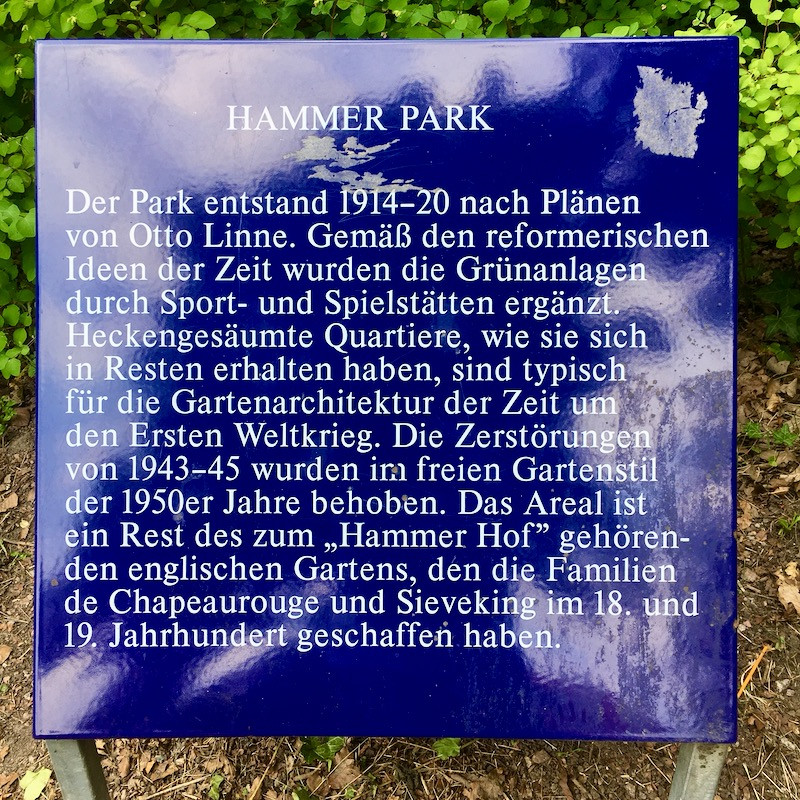 HAMMER PARK
Der Park entstand 1914–20 nach Plänen
von Otto Linne. Gemäß den reformerischen
Ideen der Zeit wurden die Grünanlagen
durch Sport- und Spielstätten ergänzt.
Heckengesäumte Quartiere, wie sie sich
in Resten erhalten haben, sind typisch
für die Gartenarchitektur der Zeit um
den Ersten Weltkrieg. Die Zerstörungen
von 1943–45 wurden im freien Gartenstil
der 1950er Jahre behoben. Das Areal ist
ein Rest des zum „Hammer Hof” gehören-
den englischen Gartens, den die Familien
de Chapeaurouge und Sieveking im 18. und
19. Jahrhundert geschaffen haben.